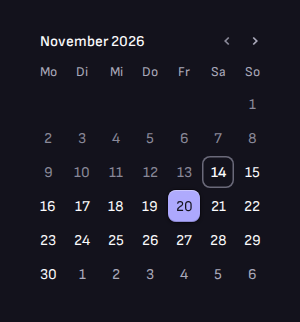 November 2026
Mo Di Mi Do Fr Sa So
1
2 3 4 5 6 7 8
9 10 11 12 13 14 15
16 17 18 19 20 21 22
23 24 25 26 27 28 29
30 1 2 3 4 5 6